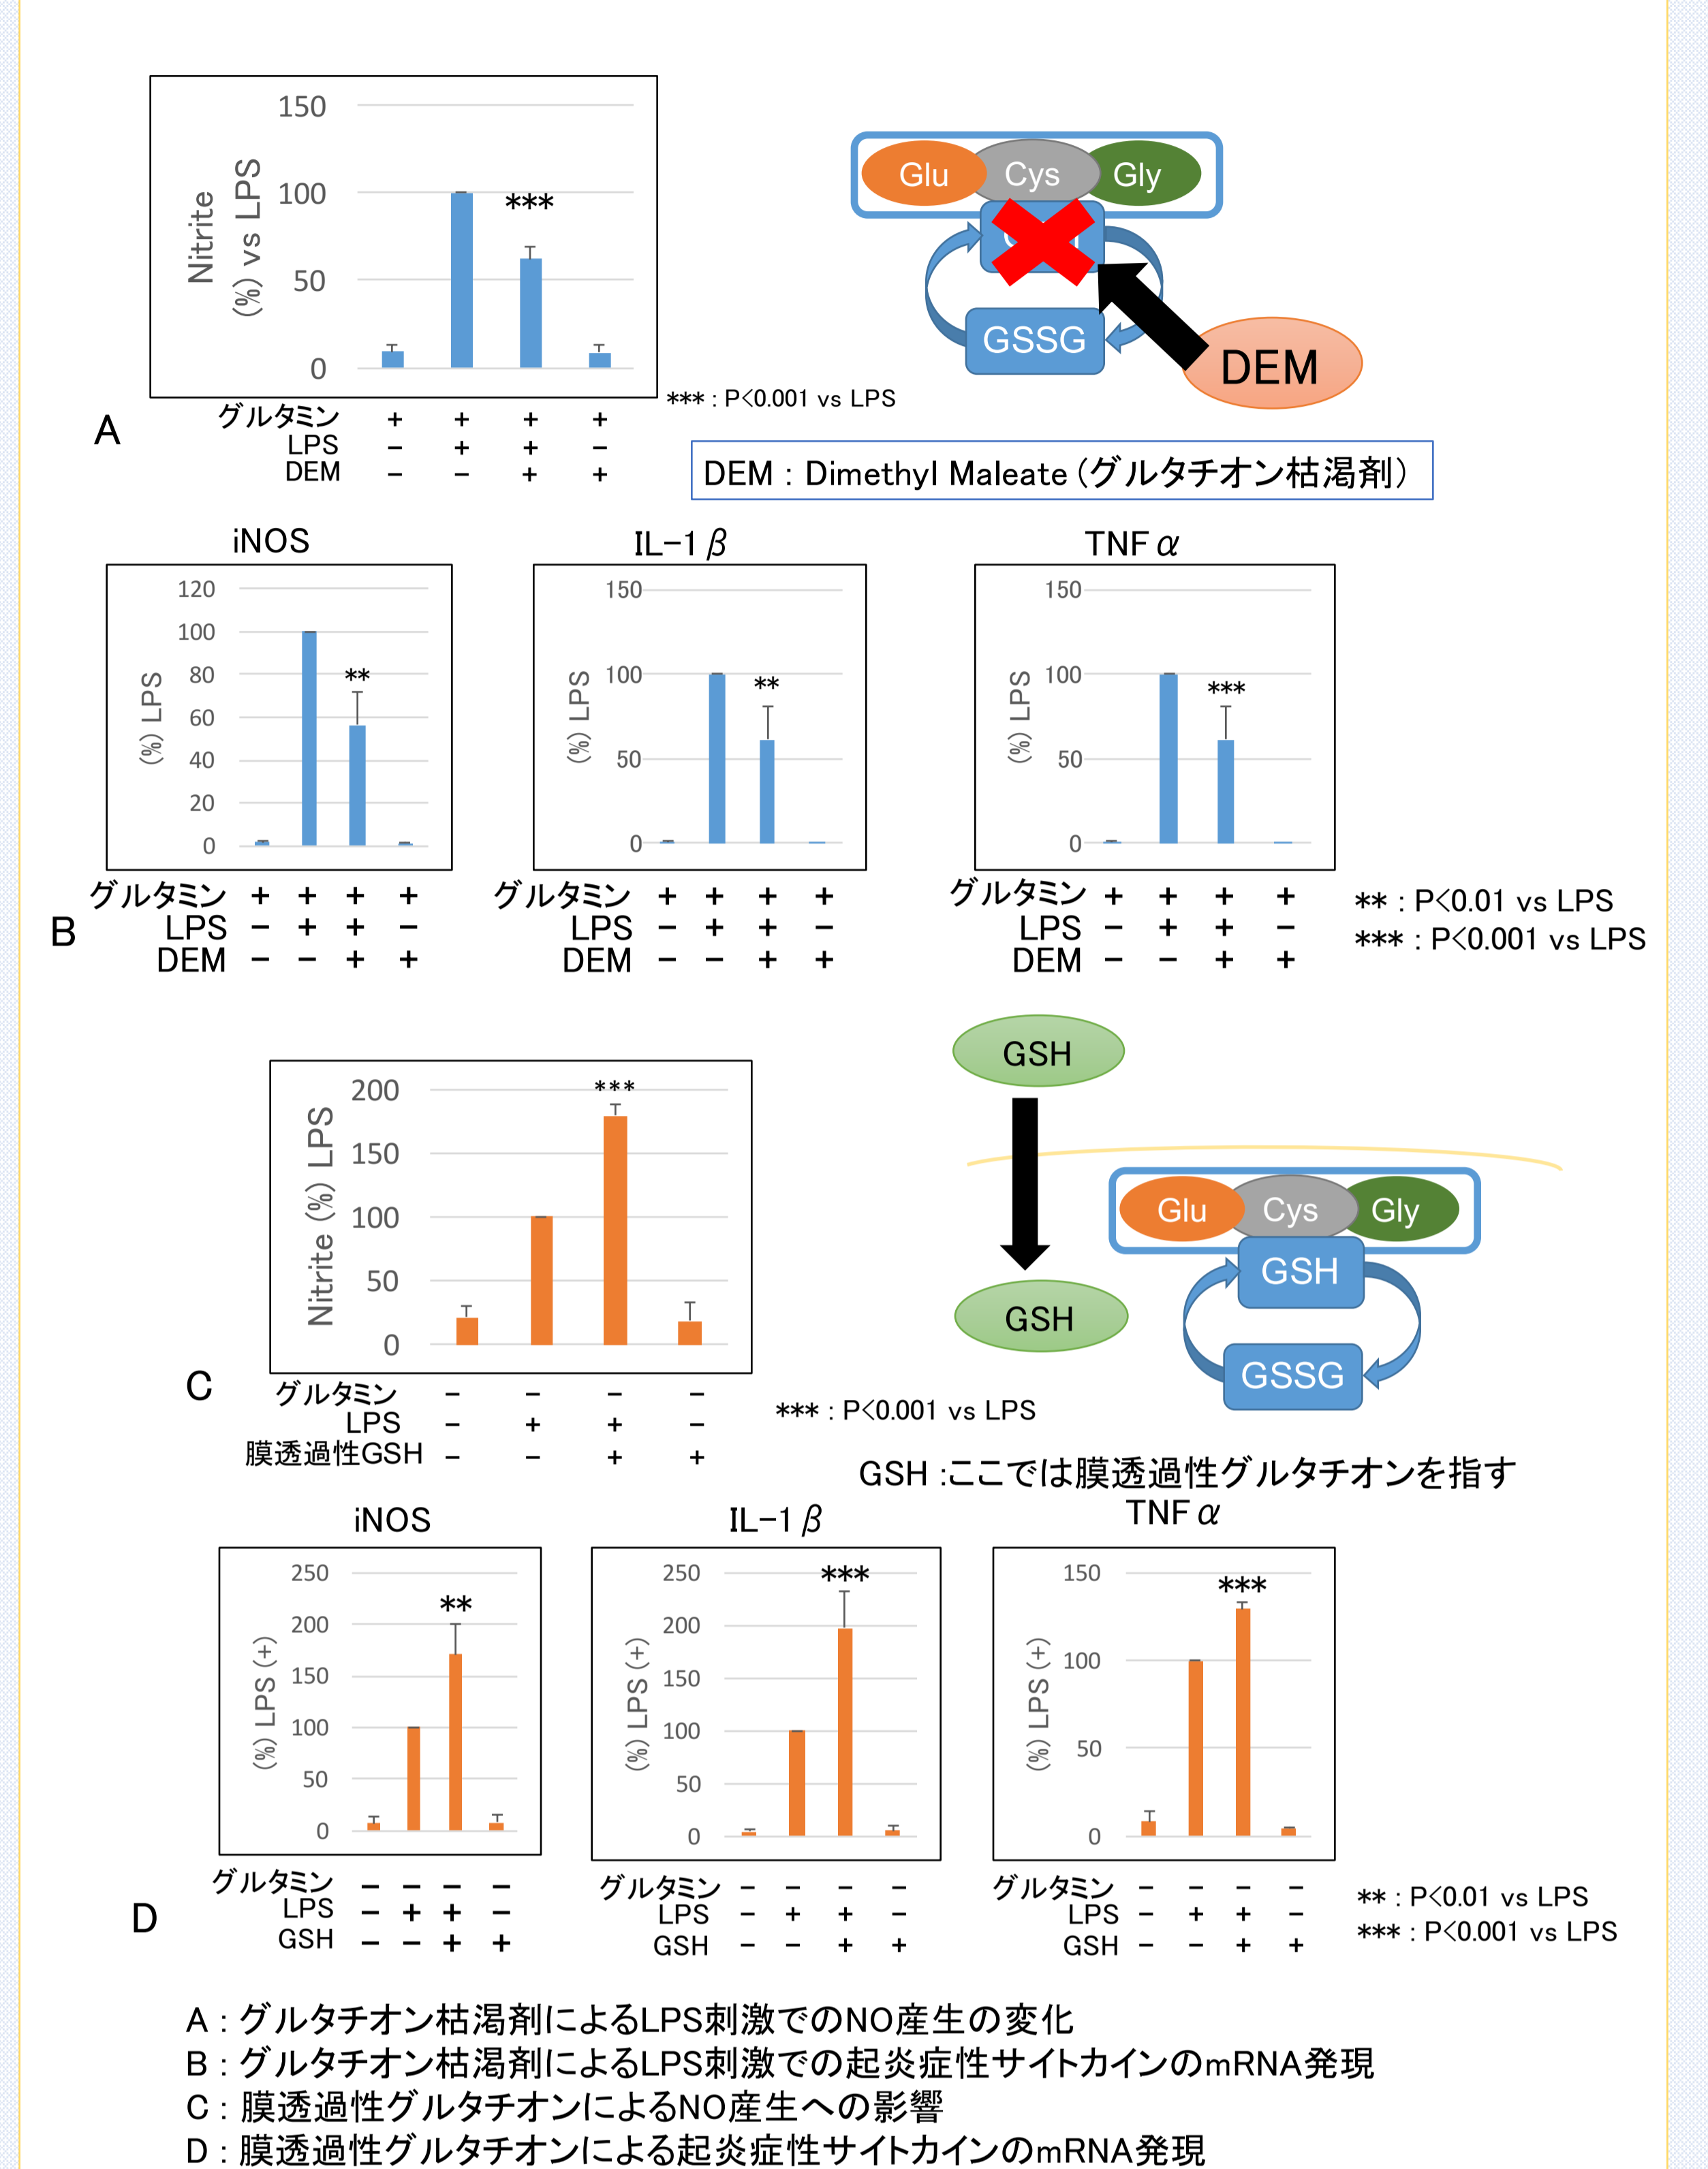 150
100
50
0
Nitrite
(%) vs LPS
***
Glu Cys Gly
GSSG
DEM
*** : P<0.001 vs LPS
A
グルタミン + + + +
LPS − + + −
DEM − − + +
DEM : Dimethyl Maleate (グルタチオン枯渇剤)
iNOS
120
100
80
60
40
20
0
(%) LPS
**
グルタミン + + + +
LPS − + + −
DEM − − + +
IL-1β
150
100
50
0
(%) LPS
**
グルタミン + + + +
LPS − + + −
DEM − − + +
TNFα
150
100
50
0
(%) LPS
***
グルタミン + + + +
LPS − + + −
DEM − − + +
** : P<0.01 vs LPS
*** : P<0.001 vs LPS
B
200
150
100
50
0
Nitrite (%) LPS
***
C
グルタミン − − − −
LPS − + + −
膜透過性GSH − − + +
*** : P<0.001 vs LPS
GSH
GSH
Glu Cys Gly
GSH
GSSG
GSH :ここでは膜透過性グルタチオンを指す
iNOS
250
200
150
100
50
0
(%) LPS (+)
**
グルタミン − − − −
LPS − + + −
GSH − − + +
IL-1β
250
200
150
100
50
0
(%) LPS (+)
***
グルタミン − − − −
LPS − + + −
GSH − − + +
TNFα
150
100
50
0
(%) LPS (+)
***
グルタミン − − − −
LPS − + + −
GSH − − + +
** : P<0.01 vs LPS
*** : P<0.001 vs LPS
D
A : グルタチオン枯渇剤によるLPS刺激でのNO産生の変化
B : グルタチオン枯渇剤によるLPS刺激での起炎症性サイトカインのmRNA発現
C : 膜透過性グルタチオンによるNO産生への影響
D : 膜透過性グルタチオンによる起炎症性サイトカインのmRNA発現